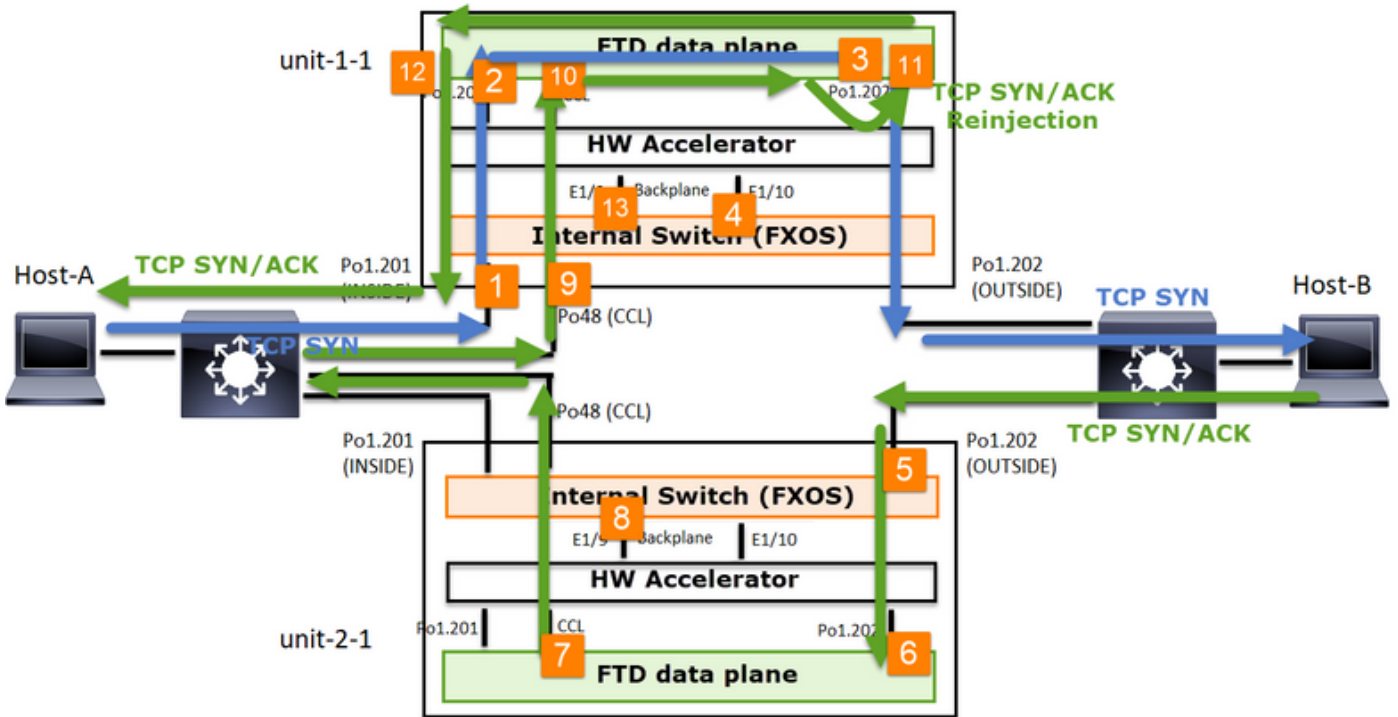 unit-1-1
FTD data plane
12
2
10
3
11
CCL
Po1.202
TCP SYN/ACK
Reinjection
HW Accelerator
Backplane
E1/10
13
4
Internal Switch (FXOS)
Host-A
TCP SYN/ACK
Po1.201
(INSIDE)
1
9
Po1.202
(OUTSIDE)
TCP SYN
Host-B
Po48 (CCL)
TCP SYN
Po48 (CCL)
Po1.201
(INSIDE)
Po1.202
(OUTSIDE)
TCP SYN/ACK
5
Internal Switch (FXOS)
8
E1/9
Backplane
E1/10
HW Accelerator
unit-2-1
Po1.201
CCL
Po1.202
7
6
FTD data plane